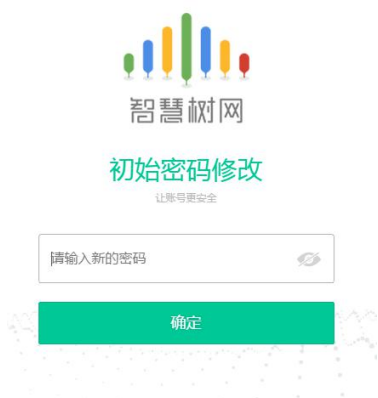 智慧树网
初始密码修改
让账号更安全
请输入新的密码
确定